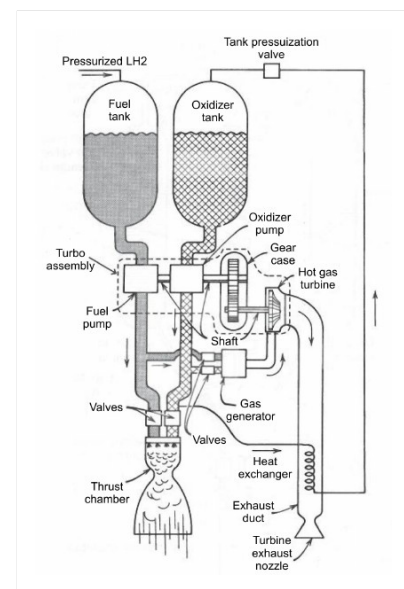 Tank pressuization
valve
Pressurized LH2
Fuel
tank
Oxidizer
tank
Oxidizer
pump
Gear
case
Turbo
assembly
Hot gas
turbine
Fuel
pump
Shaft
Gas
generator
Valves
Valves
Heat
exchanger
Thrust
chamber
Exhaust
duct
Turbine
exhaust
nozzle